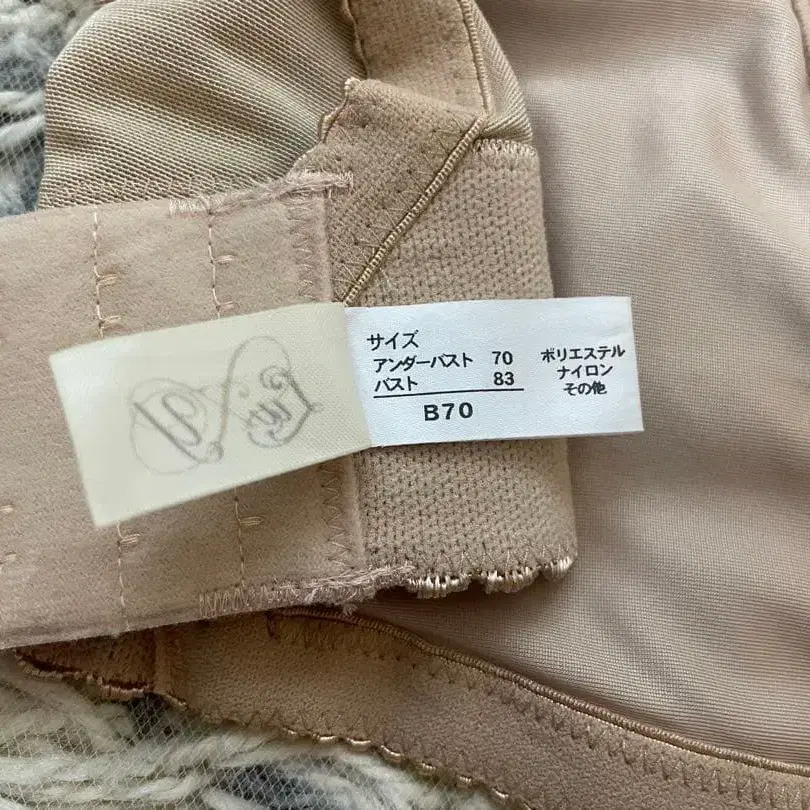 サイズ
アンダーバスト 70
バスト 83
B70
ポリエステル
ナイロン
その他